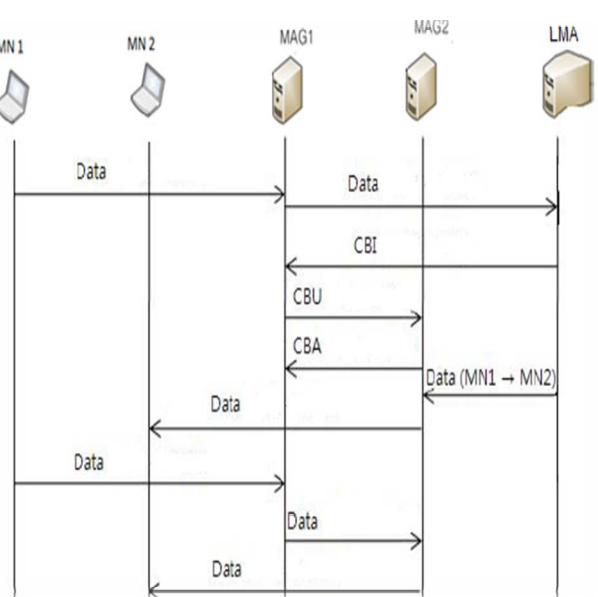 MN 1
MN 2
MAG1
MAG2
LMA
Data
Data
CBI
CBU
CBA
Data (MN1 → MN2)
Data
Data
Data
Data